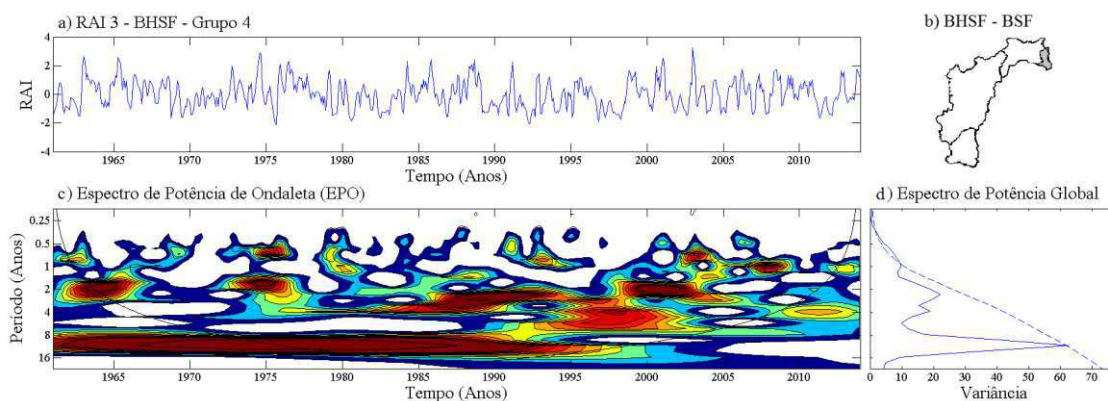 a) RAI 3 - BHSF - Grupo 4
b) BHSF - BSF
4
2
0
-2
-4
RAI
1965 1970 1975 1980 1985 1990 1995 2000 2005 2010
Tempo (Anos)
c) Espectro de Potência de Ondaleta (EPO)
d) Espectro de Potência Global
0.25
0.5
1
2
4
8
16
Período (Anos)
1965 1970 1975 1980 1985 1990 1995 2000 2005 2010
Tempo (Anos)
0 10 20 30 40 50 60 70
Variância